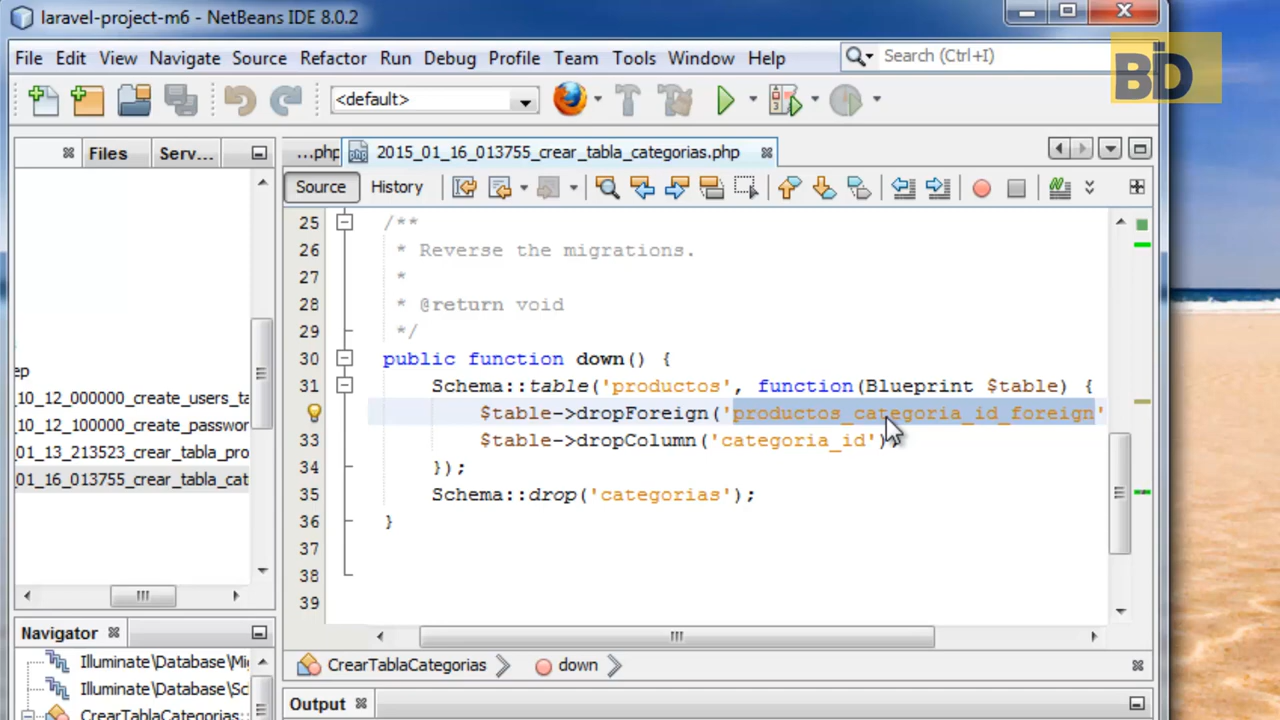 laravel-project-m6 - NetBeans IDE 8.0.2
File Edit View Navigate Source Refactor Run Debug Profile Team Tools Window Help
Search (Ctrl+I)
BID
<default>
Files
Serv...
...php
2015_01_16_013755_crear_tabla_categorias.php
Source
History
25 /**
26 * Reverse the migrations.
27 *
28 * @return void
29 */
30 public function down() {
31 Schema::table('productos', function(Blueprint $table) {
$table->dropForeign('productos_categoria_id_foreign'
33 $table->dropColumn('categoria_id');
34 });
35 Schema::drop('categorias');
36 }
37
38
39
ep
10_12_000000_create_users_ta
10_12_100000_create_passwor
01_13_213523_crear_tabla_pro
01_16_013755_crear_tabla_cat
Navigator
Illuminate\Database\Mi
Illuminate\Database\Sc
CrearTablaCategorias::
CrearTablaCategorias
down
Output